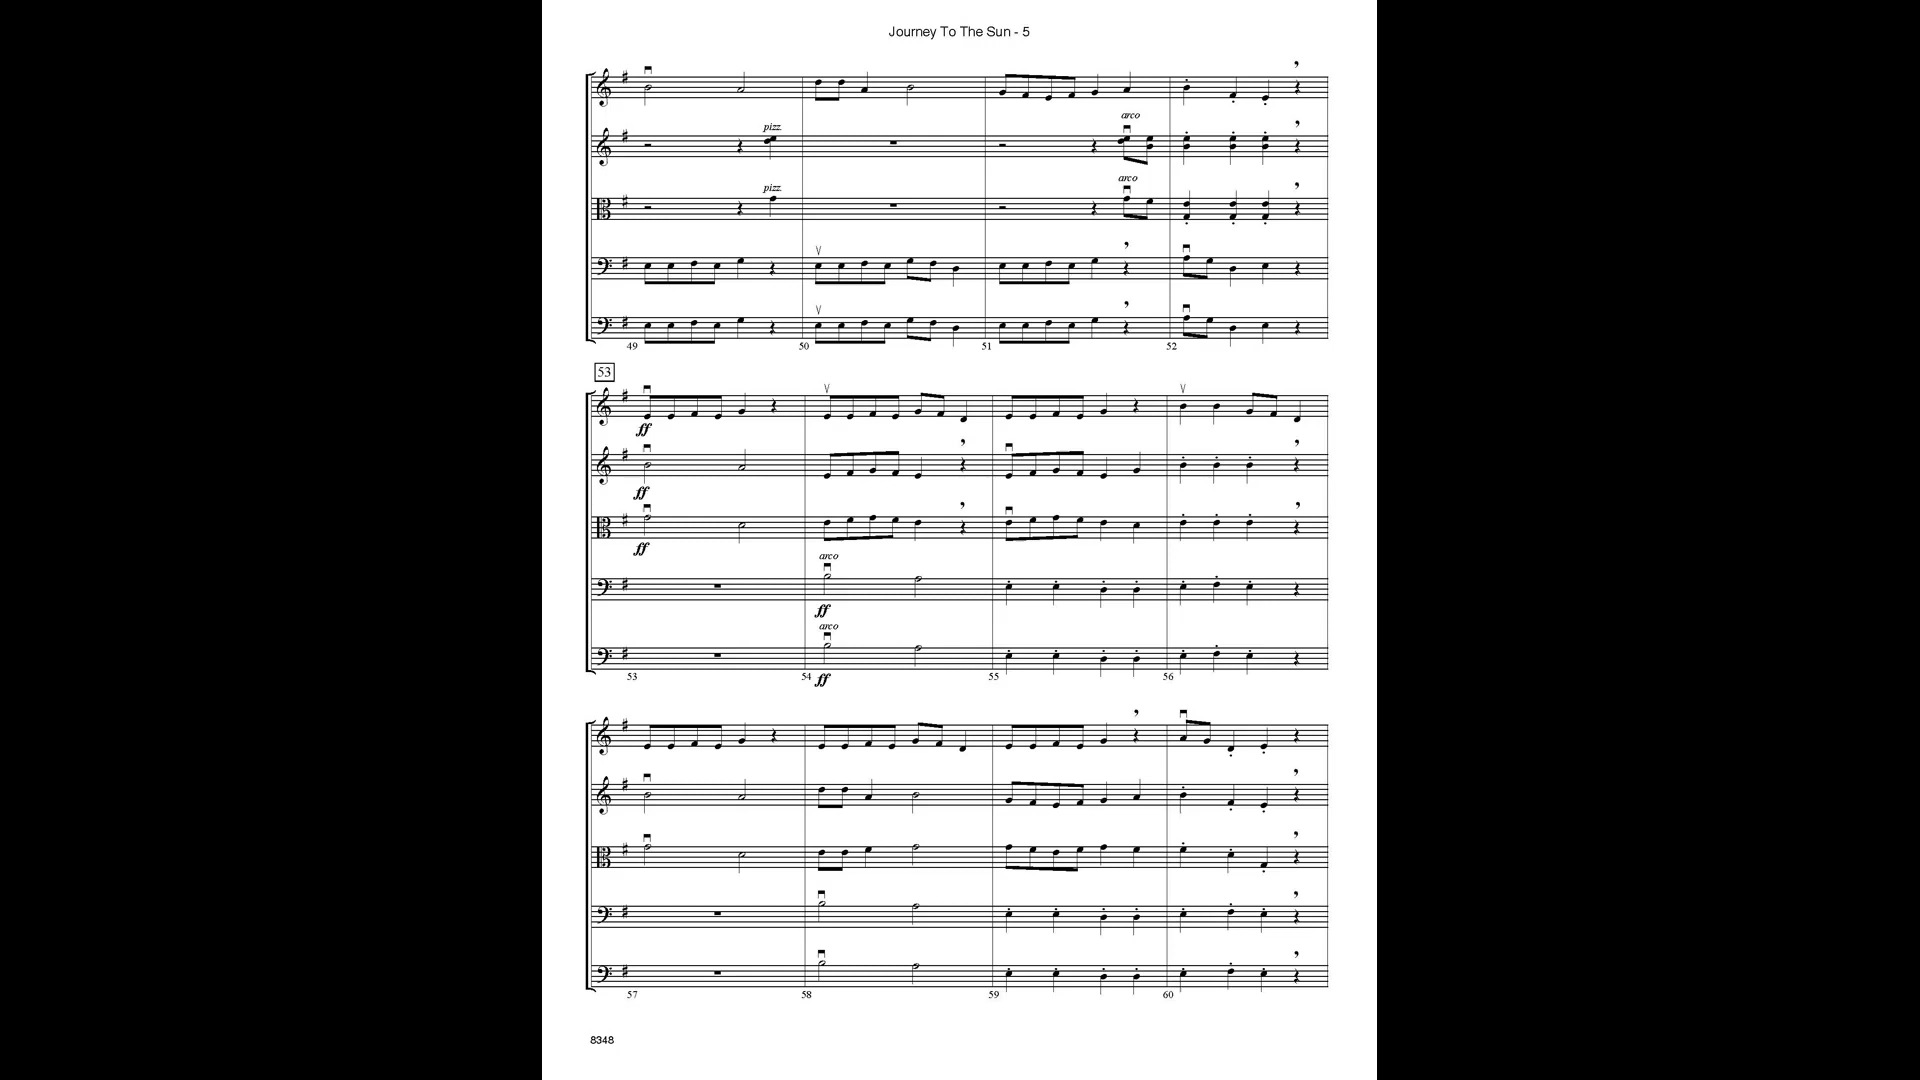 Journey To The Sun - 5
pizz.
arco
pizz.
arco
49 50 51 52
53
ff
ff
ff
arco
ff
arco
ff
53 54 55 56
57 58 59 60
8348